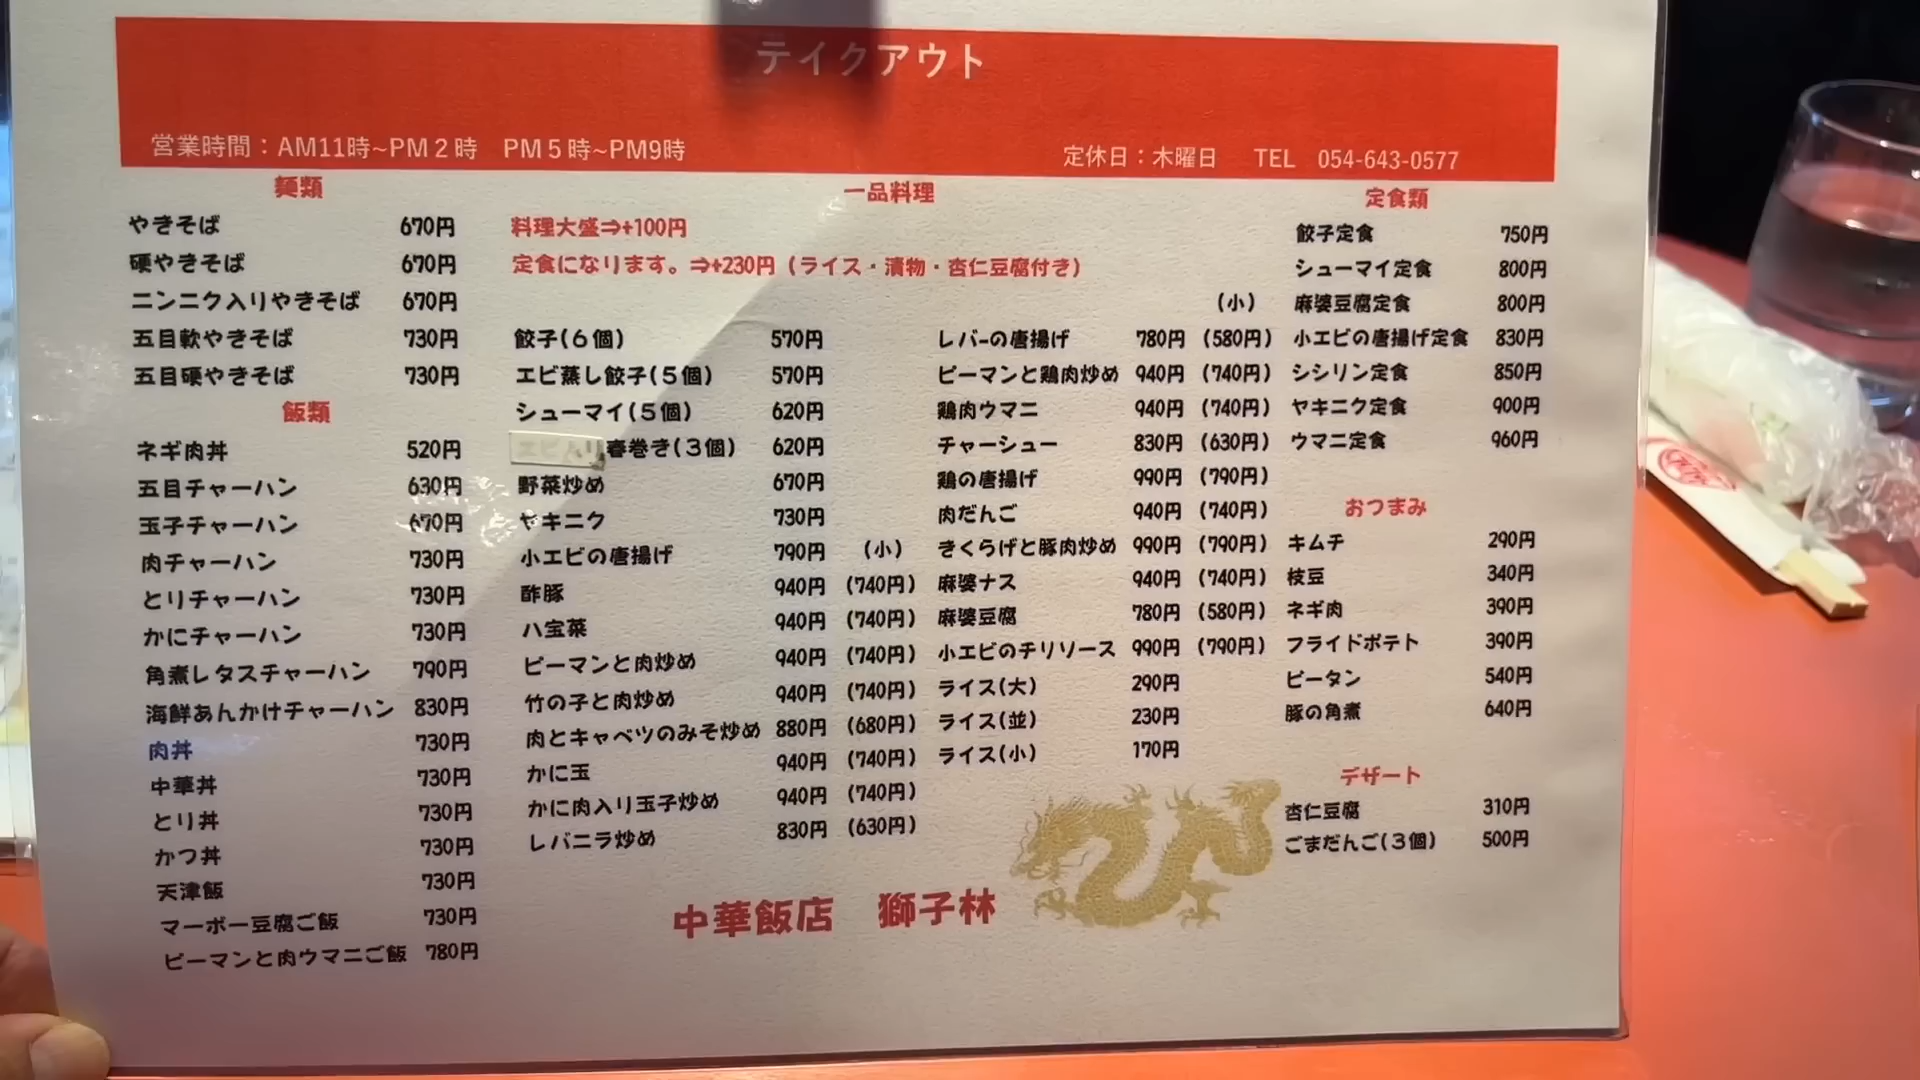 テイクアウト
営業時間：AM11時~PM２時　PM５時~PM9時
定休日：木曜日　TEL　054-643-0577
麺類
やきそば 670円
硬やきそば 670円
ニンニク入りやきそば 670円
五目軟やきそば 730円
五目硬やきそば 730円
飯類
ネギ肉丼 520円
五目チャーハン 630円
玉子チャーハン 670円
肉チャーハン 730円
とりチャーハン 730円
かにチャーハン 730円
角煮レタスチャーハン 790円
海鮮あんかけチャーハン 830円
肉丼 730円
中華丼 730円
とり丼 730円
かつ丼 730円
天津飯 730円
マーボー豆腐ご飯 730円
ピーマンと肉ウマニご飯 780円
一品料理
料理大盛⇒+100円
定食になります。⇒+230円（ライス・漬物・杏仁豆腐付き）
餃子(６個) 570円
エビ蒸し餃子(５個) 570円
シューマイ(５個) 620円
春巻き(３個) 620円
野菜炒め 670円
ヤキニク 730円
小エビの唐揚げ 790円 (小)
酢豚 940円 (740円)
八宝菜 940円 (740円)
ピーマンと肉炒め 940円 (740円)
竹の子と肉炒め 940円 (740円)
肉とキャベツのみそ炒め 880円 (680円)
かに玉 940円 (740円)
かに肉入り玉子炒め 940円 (740円)
レバニラ炒め 830円 (630円)
(小)
レバーの唐揚げ 780円 (580円)
ピーマンと鶏肉炒め 940円 (740円)
鶏肉ウマニ 940円 (740円)
チャーシュー 830円 (630円)
鶏の唐揚げ 990円 (790円)
肉だんご 940円 (740円)
きくらげと豚肉炒め 990円 (790円)
麻婆ナス 940円 (740円)
麻婆豆腐 780円 (580円)
小エビのチリソース 990円 (790円)
ライス(大) 290円
ライス(並) 230円
ライス(小) 170円
定食類
餃子定食 750円
シューマイ定食 800円
麻婆豆腐定食 800円
小エビの唐揚げ定食 830円
シシリン定食 850円
ヤキニク定食 900円
ウマニ定食 960円
おつまみ
キムチ 290円
枝豆 340円
ネギ肉 390円
フライドポテト 390円
ピータン 540円
豚の角煮 640円
デザート
杏仁豆腐 310円
ごまだんご(３個) 500円
中華飯店　獅子林